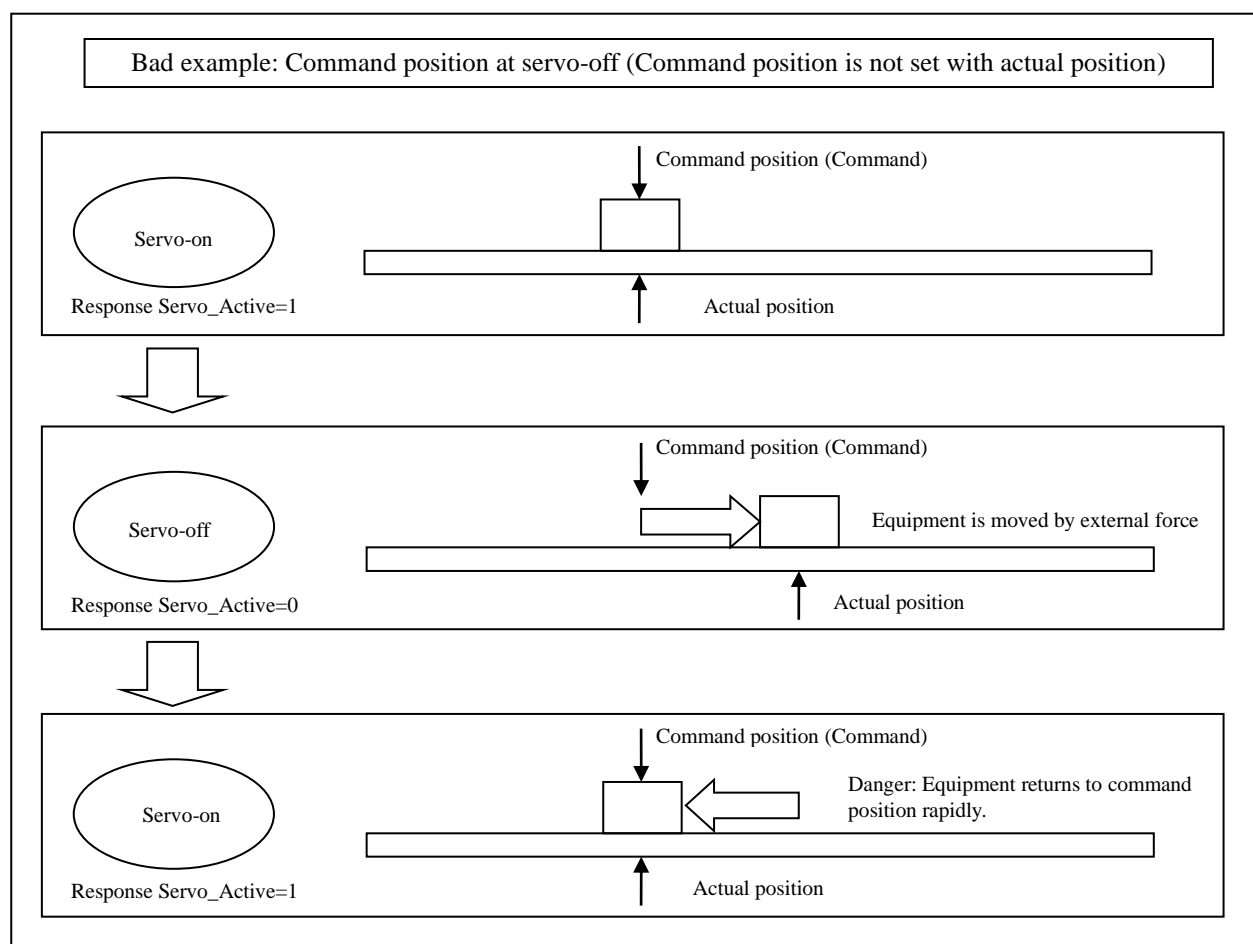 Bad example: Command position at servo-off (Command position is not set with actual position)
Command position (Command)
Servo-on
Response Servo_Active=1
Actual position
Command position (Command)
Servo-off
Equipment is moved by external force
Response Servo_Active=0
Actual position
Command position (Command)
Danger: Equipment returns to command
position rapidly.
Servo-on
Response Servo_Active=1
Actual position